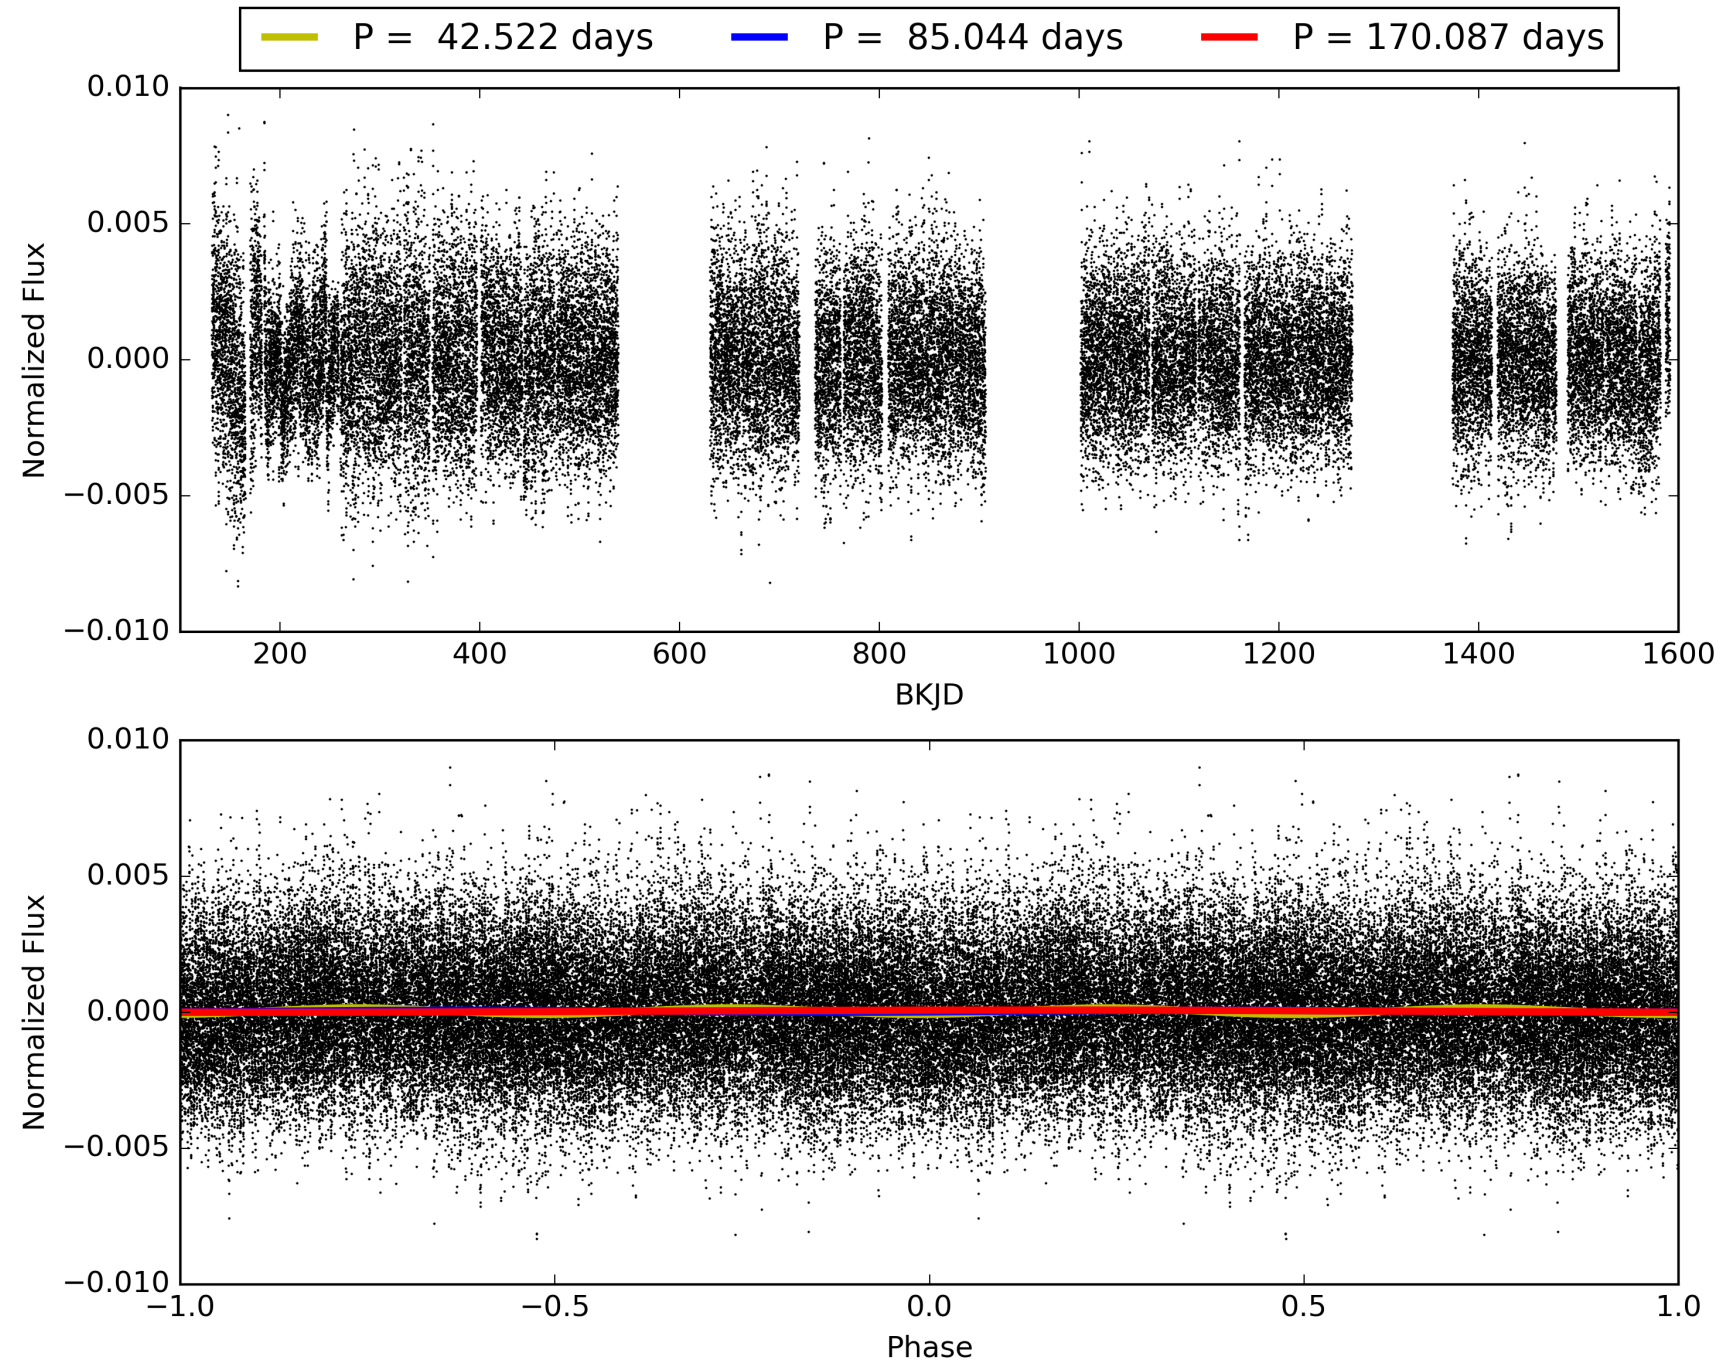 P = 42.522 days P = 85.044 days P = 170.087 days
0.010
0.005
0.000
−0.005
−0.010
Normalized Flux
200 400 600 800 1000 1200 1400 1600
BKJD
0.010
0.005
0.000
−0.005
−0.010
Normalized Flux
−1.0 −0.5 0.0 0.5 1.0
Phase